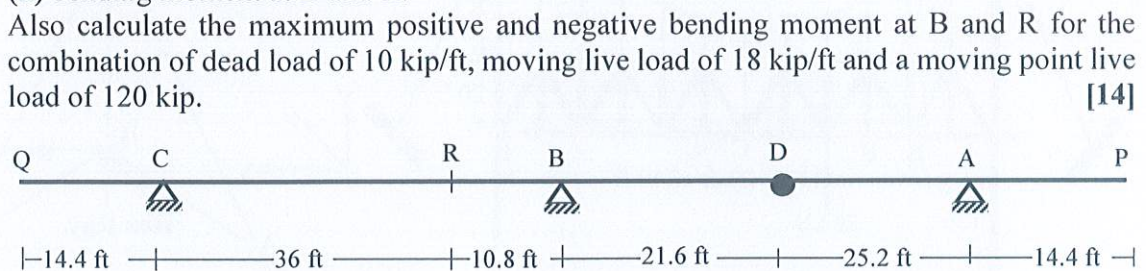 Also calculate the maximum positive and negative bending moment at B and R for the
combination of dead load of 10 kip/ft, moving live load of 18 kip/ft and a moving point live
load of 120 kip. [14]
Q C R B D A P
14.4 ft 36 ft 10.8 ft 21.6 ft 25.2 ft 14.4 ft